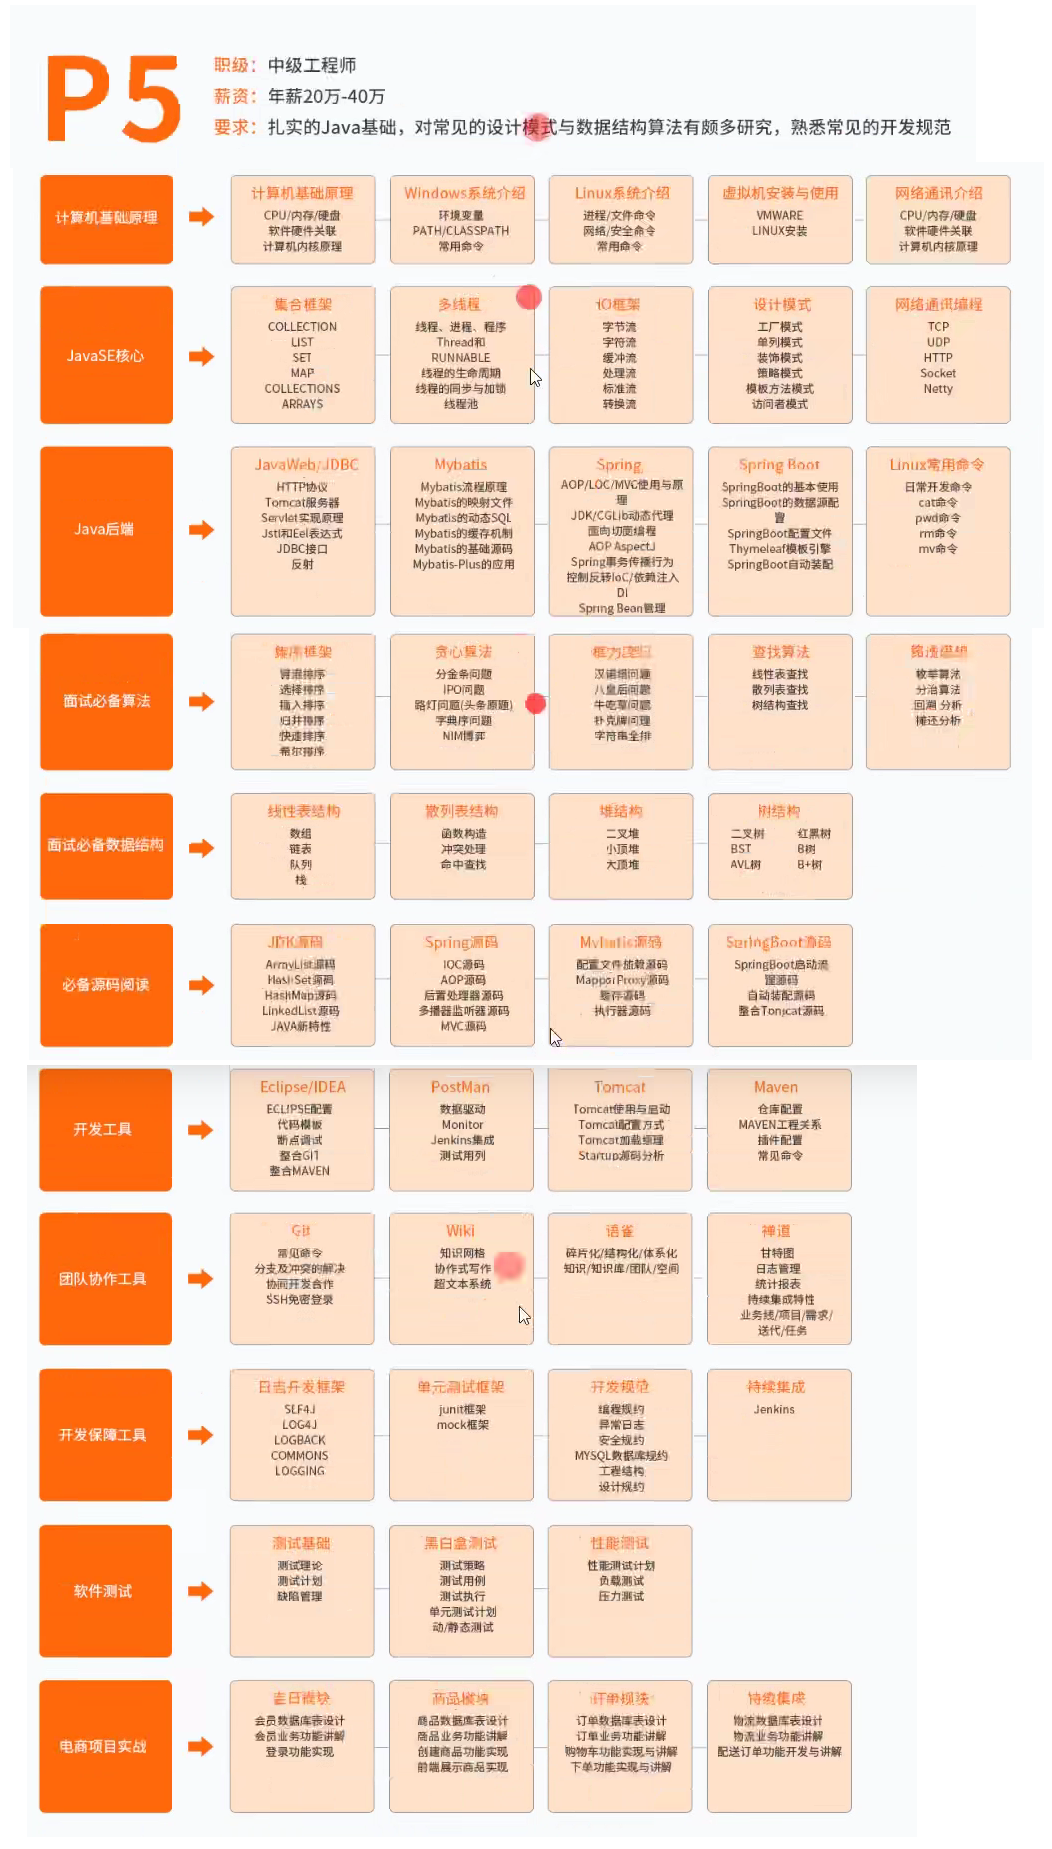 P5
职级：中级工程师
薪资：年薪20万-40万
要求：扎实的Java基础，对常见的设计模式与数据结构算法有颇多研究，熟悉常见的开发规范
计算机基础原理
计算机基础原理
CPU/内存/硬盘
软件硬件关联
计算机内核原理
Windows系统介绍
环境变量
PATH/CLASSPATH
常用命令
Linux系统介绍
进程/文件命令
网络/安全命令
常用命令
虚拟机安装与使用
VMWARE
LINUX安装
网络通讯介绍
CPU/内存/硬盘
软件硬件关联
计算机内核原理
JavaSE核心
集合框架
COLLECTION
LIST
SET
MAP
COLLECTIONS
ARRAYS
多线程
线程、进程、程序
Thread和
RUNNABLE
线程的生命周期
线程的同步与加锁
线程池
IO框架
字节流
字符流
缓冲流
处理流
标准流
转换流
设计模式
工厂模式
单列模式
装饰模式
策略模式
模板方法模式
访问者模式
网络通讯编程
TCP
UDP
HTTP
Socket
Netty
Java后端
JavaWeb/JDBC
HTTP协议
Tomcat服务器
Servlet实现原理
Jstl和Eel表达式
JDBC接口
反射
Mybatis
Mybatis流程原理
Mybatis的映射文件
Mybatis的动态SQL
Mybatis的缓存机制
Mybatis的基础源码
Mybatis-Plus的应用
Spring
AOP/LOC/MVC使用与原
理
JDK/CGLib动态代理
面向切面编程
AOP AspectJ
Spring事务传播行为
控制反转IoC/依赖注入
DI
Spring Bean管理
Spring Boot
SpringBoot的基本使用
SpringBoot的数据源配
置
SpringBoot配置文件
Thymeleaf模板引擎
SpringBoot自动装配
Linux常用命令
日常开发命令
cat命令
pwd命令
rm命令
mv命令
面试必备算法
排序框架
冒泡排序
选择排序
插入排序
归并排序
快速排序
希尔排序
贪心算法
分金条问题
IPO问题
路灯问题(头条原题)
字典序问题
NIM博弈
汉诺塔问题
八皇后问题
牛吃草问题
扑克牌问题
字符串全排
查找算法
线性表查找
散列表查找
树结构查找
枚举算法
分治算法
回溯 分析
摊还分析
面试必备数据结构
线性表结构
数组
链表
队列
栈
散列表结构
函数构造
冲突处理
命中查找
堆结构
二叉堆
小顶堆
大顶堆
树结构
二叉树 红黑树
BST B树
AVL树 B+树
必备源码阅读
JDK源码
ArrayList源码
HashSet源码
HashMap源码
LinkedList源码
JAVA新特性
Spring源码
IOC源码
AOP源码
后置处理器源码
多播器监听器源码
MVC源码
Mybatis源码
配置文件加载源码
MapperProxy源码
缓存源码
执行器源码
SpringBoot源码
SpringBoot启动流
程源码
自动装配源码
整合Tomcat源码
开发工具
Eclipse/IDEA
ECLIPSE配置
代码模板
断点调试
整合GIT
整合MAVEN
PostMan
数据驱动
Monitor
Jenkins集成
测试用列
Tomcat
Tomcat使用与启动
Tomcat配置方式
Tomcat加载原理
Startup源码分析
Maven
仓库配置
MAVEN工程关系
插件配置
常见命令
团队协作工具
Git
常见命令
分支及冲突的解决
协同开发合作
SSH免密登录
Wiki
知识网格
协作式写作
超文本系统
语雀
碎片化/结构化/体系化
知识/知识库/团队/空间
禅道
甘特图
日志管理
统计报表
持续集成特性
业务线/项目/需求/
迭代/任务
开发保障工具
日志开发框架
SLF4J
LOG4J
LOGBACK
COMMONS
LOGGING
单元测试框架
junit框架
mock框架
开发规范
编程规约
异常日志
安全规约
MYSQL数据库规约
工程结构
设计规约
持续集成
Jenkins
软件测试
测试基础
测试理论
测试计划
缺陷管理
黑白盒测试
测试策略
测试用例
测试执行
单元测试计划
动/静态测试
性能测试
性能测试计划
负载测试
压力测试
电商项目实战
会员数据库表设计
会员业务功能讲解
登录功能实现
商品模块
商品数据库表设计
商品业务功能讲解
创建商品功能实现
前端展示商品实现
订单模块
订单数据库表设计
订单业务功能讲解
购物车功能实现与讲解
下单功能实现与讲解
持续集成
物流数据库表设计
物流业务功能讲解
配送订单功能开发与讲解